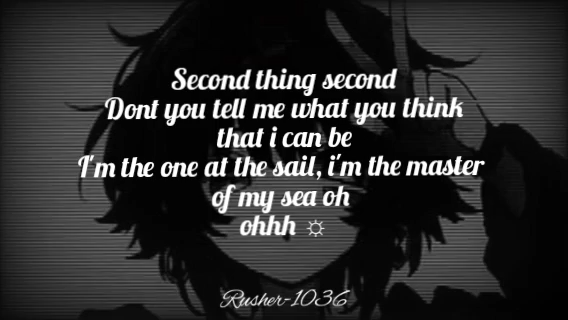 Second thing second
Dont you tell me what you think
that i can be
I'm the one at the sail, i'm the master
of my sea oh
ohhh ☼
Rusher-1036